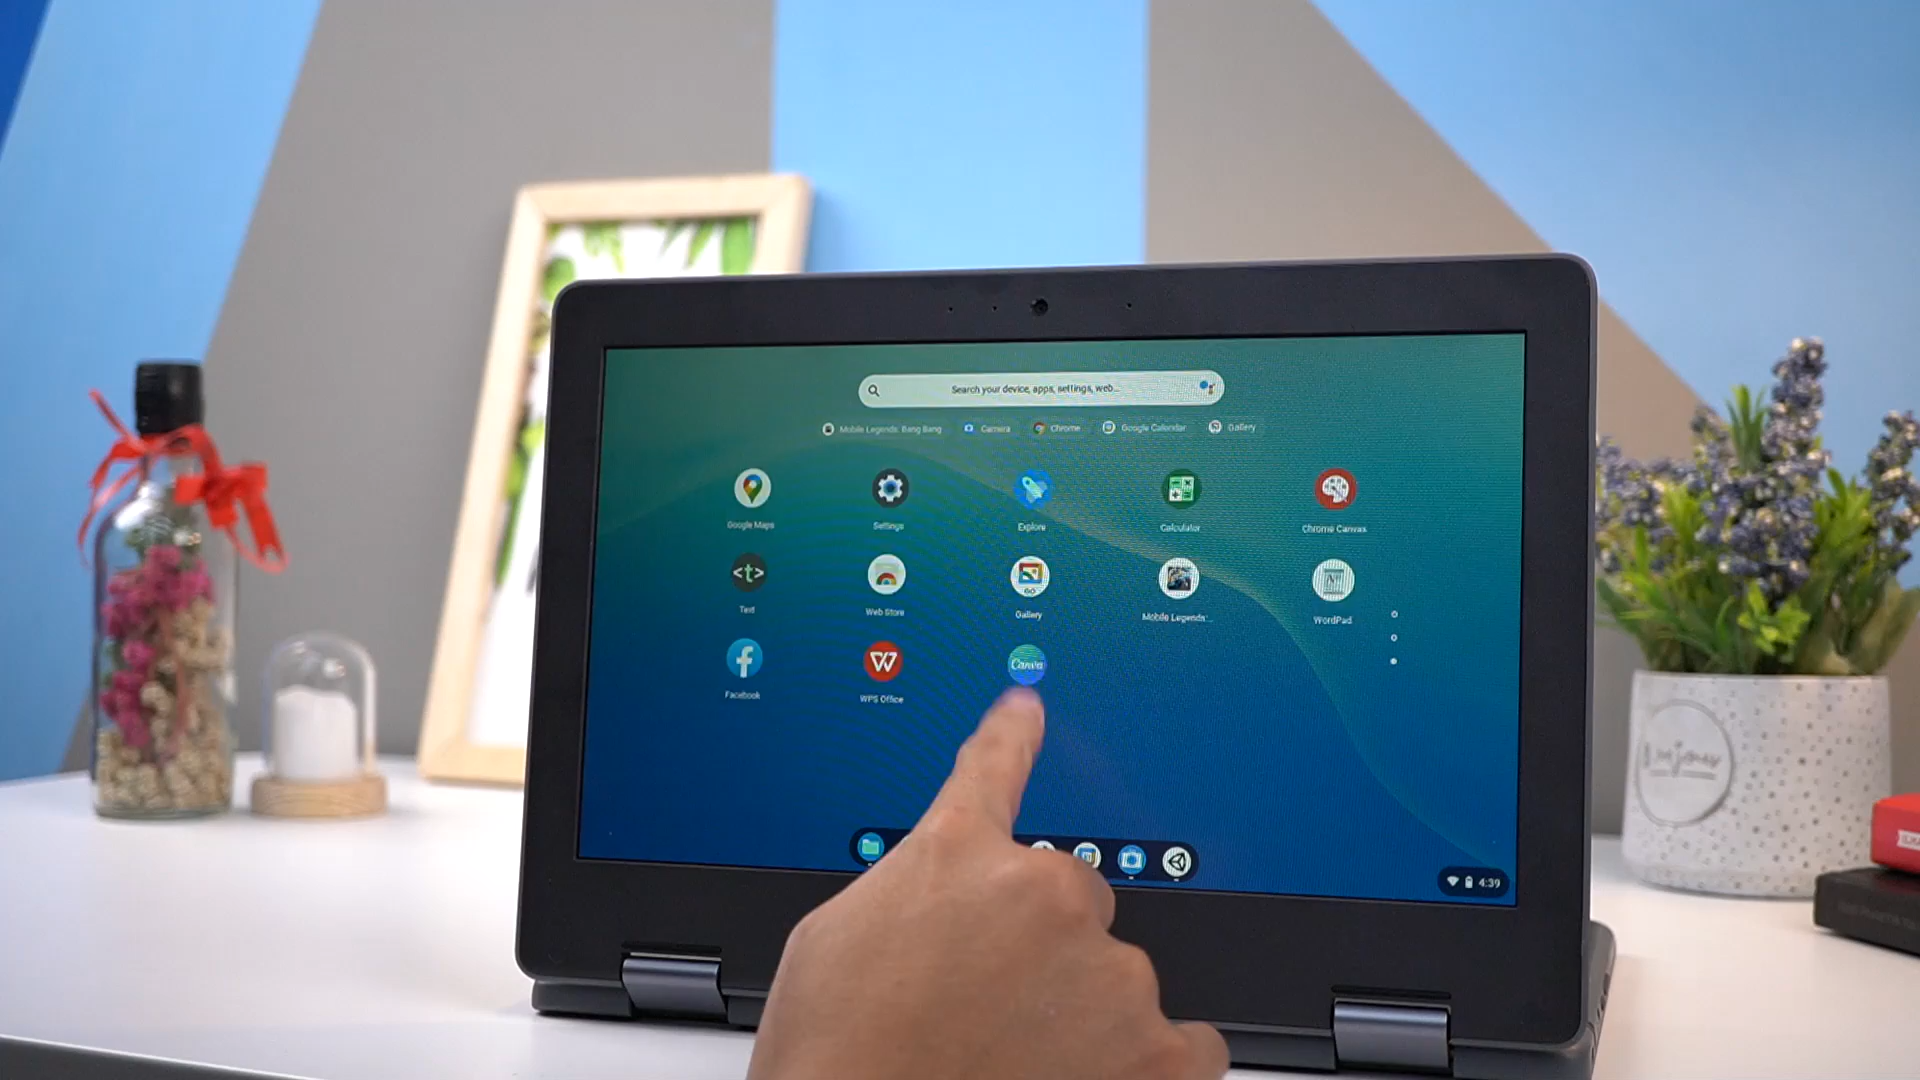 Search your device, apps, settings, web...
Mobile Legends: Bang Bang Camera Chrome Google Calendar Gallery
Google Maps Settings Explore Calculator Chrome Canvas
<t>
GO
Text Web Store Gallery Mobile Legends:... WordPad
Canva
Facebook WPS Office
4:39